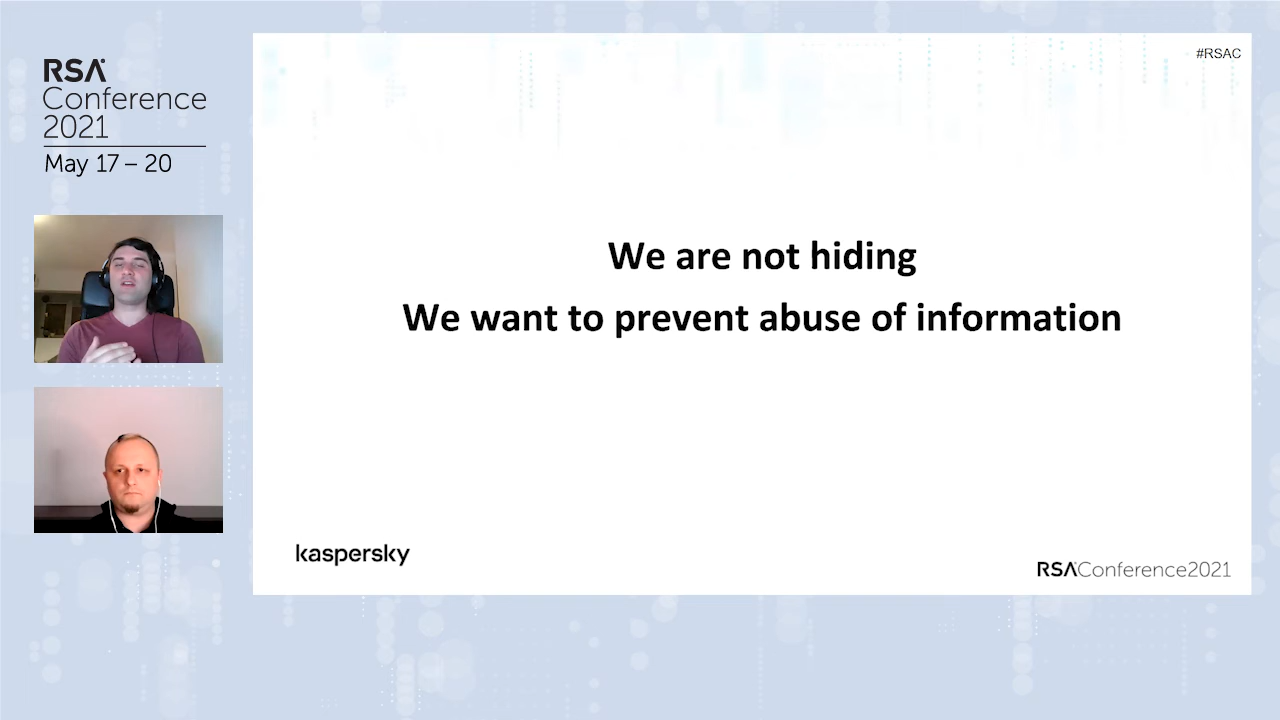 RSA
Conference
2021
May 17 – 20
#RSAC
We are not hiding
We want to prevent abuse of information
kaspersky
RSAConference2021